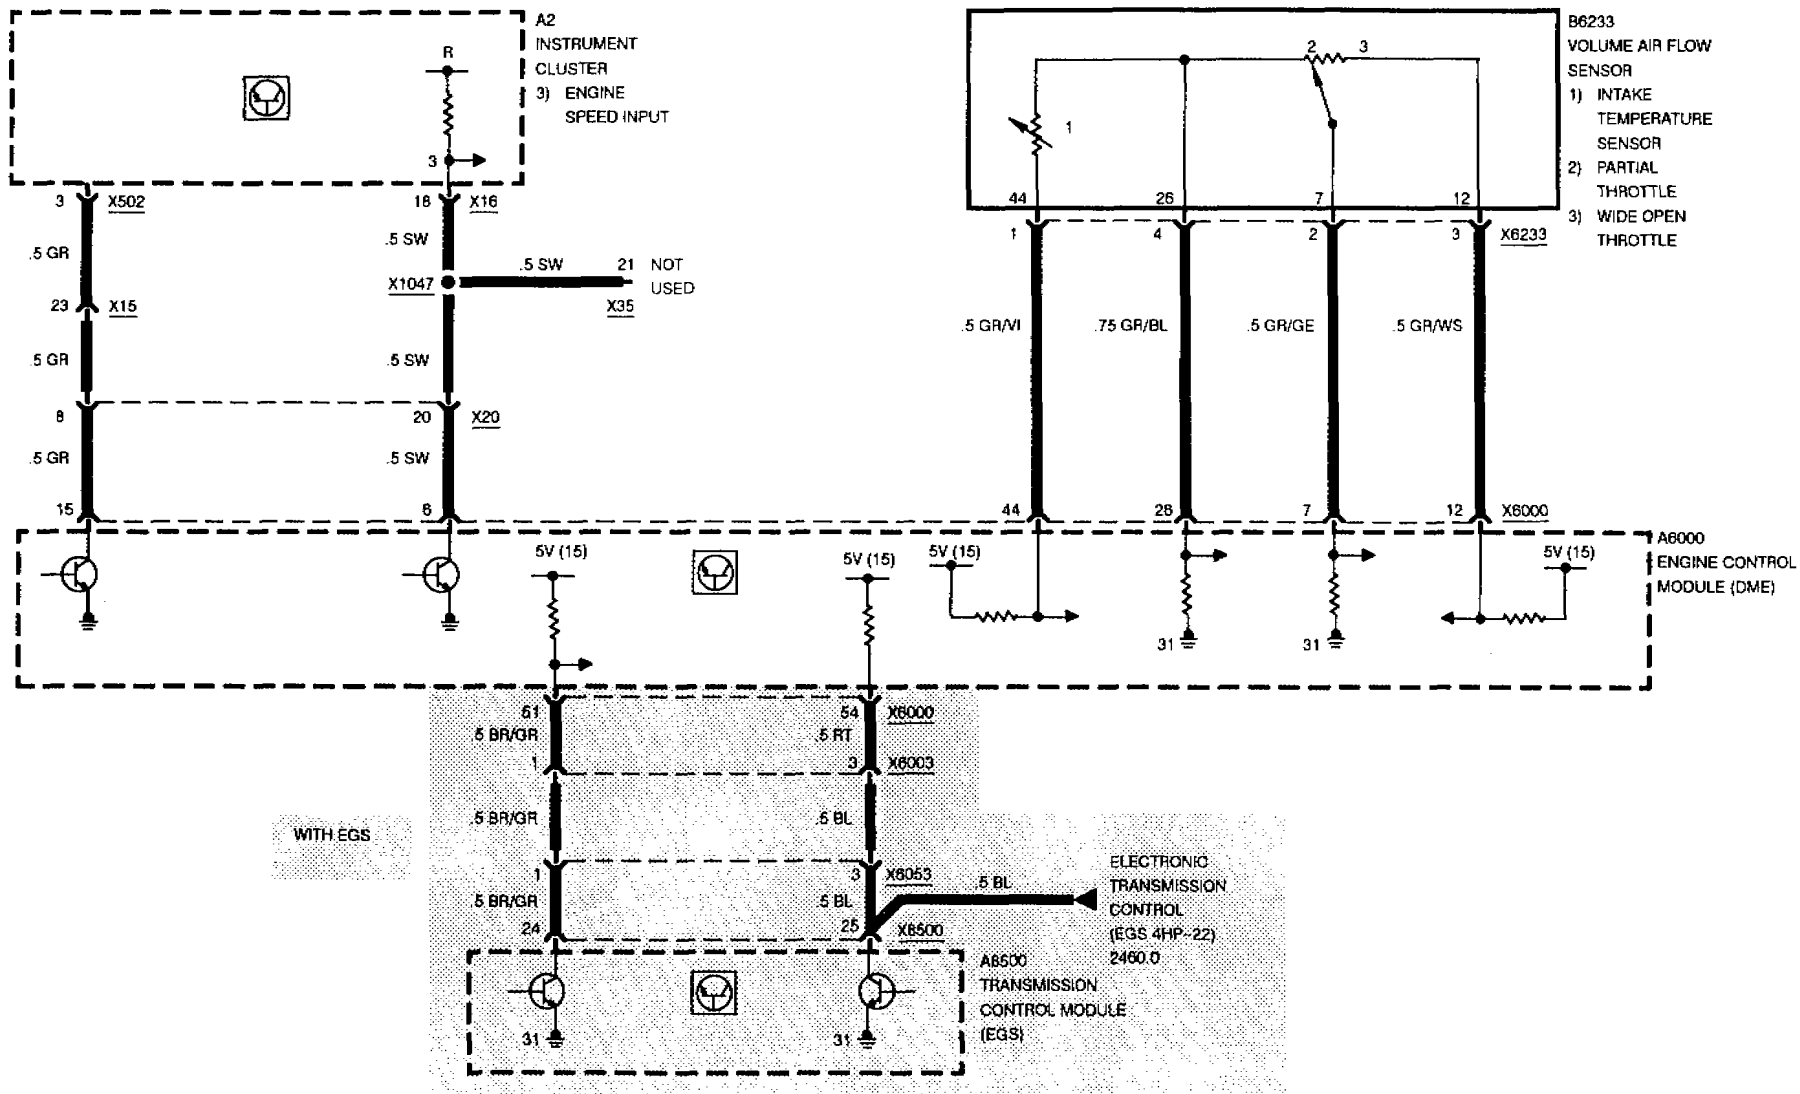 A2
INSTRUMENT
CLUSTER
3) ENGINE
SPEED INPUT
R
3
B6233
VOLUME AIR FLOW
SENSOR
1) INTAKE
TEMPERATURE
SENSOR
2) PARTIAL
THROTTLE
3) WIDE OPEN
THROTTLE
2 3
1
44 26 7 12
3 X502 18 X16
1 4 2 3 X6233
.5 GR .5 SW
X1047 .5 SW 21 NOT
USED
X35
23 X15
.5 GR/VI .75 GR/BL .5 GR/GE .5 GR/WS
.5 GR .5 SW
8 20 X20
.5 GR .5 SW
15 6 44 26 7 12 X6000
A6000
ENGINE CONTROL
MODULE (DME)
5V (15) 5V (15) 5V (15) 5V (15)
31 31
51 54 X6000
.5 BR/GR .5 RT
1 3 X6003
.5 BR/GR .5 BL
WITH EGS
1 3 X6053
.5 BR/GR .5 BL .5 BL
24 25 X8500
ELECTRONIC
TRANSMISSION
CONTROL
(EGS 4HP-22)
2460.0
A8500
TRANSMISSION
CONTROL MODULE
(EGS)
31 31